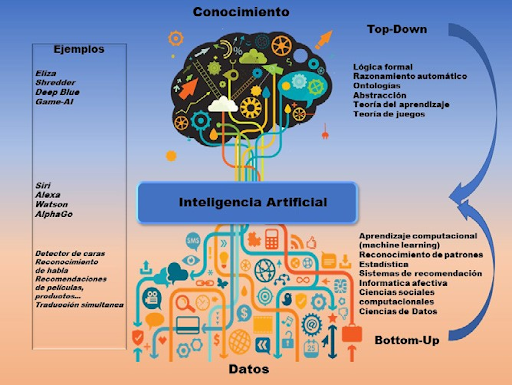 Conocimiento
Top-Down
Ejemplos
Eliza
Shredder
Deep Blue
Game-AI
Lógica formal
Razonamiento automático
Ontologías
Abstracción
Teoría del aprendizaje
Teoría de juegos
Siri
Alexa
Watson
AlphaGo
Inteligencia Artificial
Detector de caras
Reconocimiento
de habla
Recomendaciones
de películas,
productos...
Traducción simultanea
SMS
Aprendizaje computacional
(machine learning)
Reconocimiento de patrones
Estadística
Sistemas de recomendación
Informatica afectiva
Ciencias sociales
computacionales
Ciencias de Datos
Bottom-Up
Datos